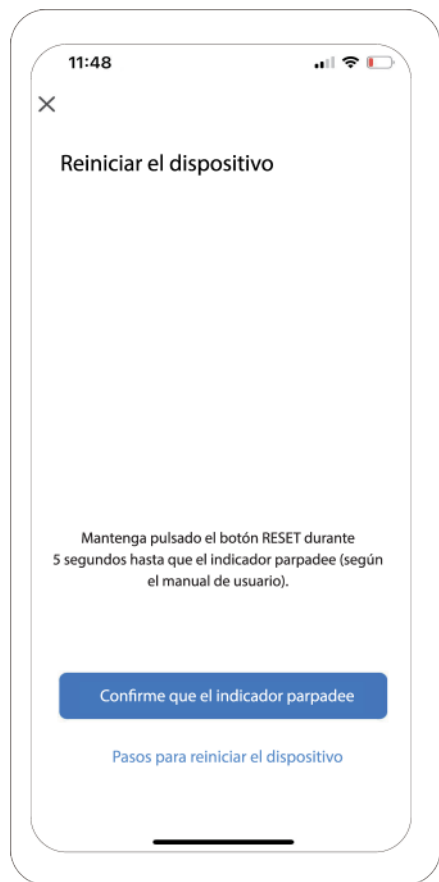 11:48
Reiniciar el dispositivo
Mantenga pulsado el botón RESET durante
5 segundos hasta que el indicador parpadee (según
el manual de usuario).
Confirme que el indicador parpadee
Pasos para reiniciar el dispositivo